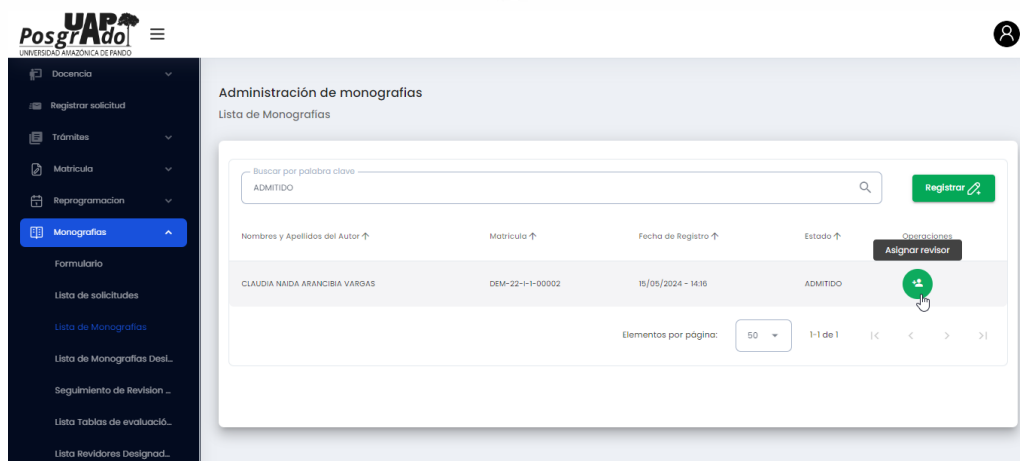 UAP
PosgrAdo
UNIVERSIDAD AMAZÓNICA DE PANDO
Docencia
Registrar solicitud
Trámites
Matricula
Reprogramacion
Monografias
Formulario
Lista de solicitudes
Lista de Monografias
Lista de Monografias Desi...
Seguimiento de Revision ...
Lista Tablas de evaluació...
Lista Revidores Designad...
Administración de monografias
Lista de Monografias
Buscar por palabra clave
ADMITIDO
Registrar
Nombres y Apellidos del Autor Matricula Fecha de Registro Estado Operaciones
Asignar revisor
CLAUDIA NAIDA ARANCIBIA VARGAS DEM-22-I-1-00002 15/05/2024 - 14:16 ADMITIDO
Elementos por página: 50 1-1 de 1